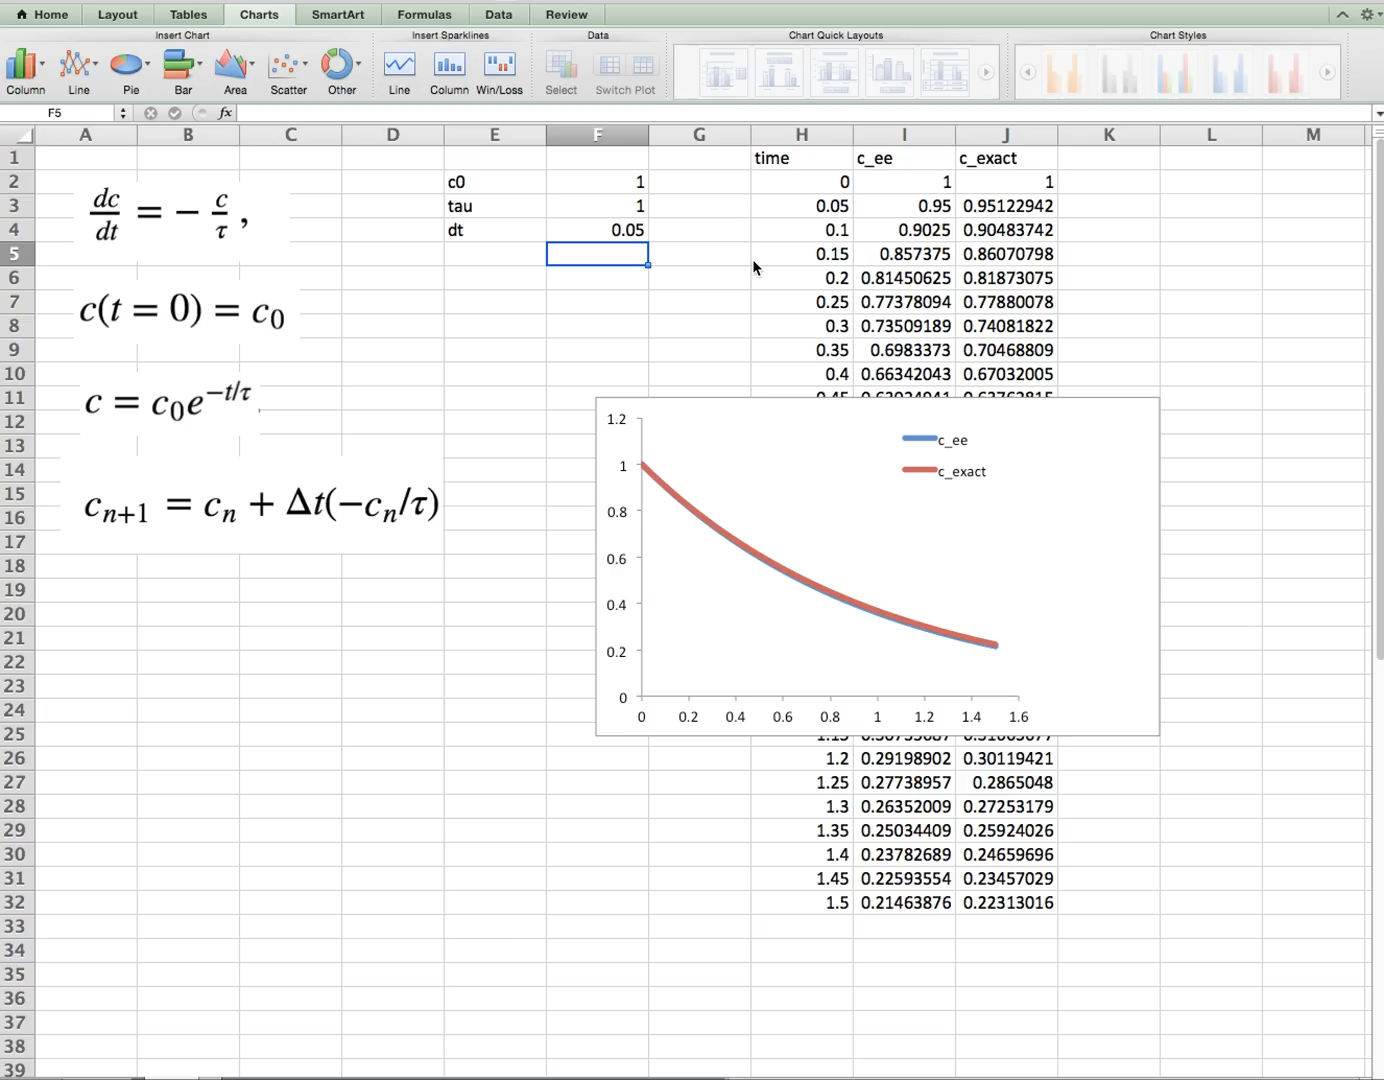 Home Layout Tables Charts SmartArt Formulas Data Review
Insert Chart Insert Sparklines Data Chart Quick Layouts Chart Styles
Column Line Pie Bar Area Scatter Other Line Column Win/Loss Select Switch Plot
F5 fx
A B C D E F G H I J K L M
1 time c_ee c_exact
2 c0 1 0 1 1
3 tau 1 0.05 0.95 0.95122942
4 dt 0.05 0.1 0.9025 0.90483742
5 0.15 0.857375 0.86070798
6 0.2 0.81450625 0.81873075
7 0.25 0.77378094 0.77880078
8 0.3 0.73509189 0.74081822
9 0.35 0.6983373 0.70468809
10 0.4 0.66342043 0.67032005
11
12
13
14
15
16
17
18
19
20
21
22
23
24
25
26 1.2 0.29198902 0.30119421
27 1.25 0.27738957 0.2865048
28 1.3 0.26352009 0.27253179
29 1.35 0.25034409 0.25924026
30 1.4 0.23782689 0.24659696
31 1.45 0.22593554 0.23457029
32 1.5 0.21463876 0.22313016
33
34
35
36
37
38
39
dc/dt = − c/τ ,
c(t = 0) = c₀
c = c₀e^−t/τ
cₙ₊₁ = cₙ + Δt(−cₙ/τ)
1.2
1
0.8
0.6
0.4
0.2
0
0 0.2 0.4 0.6 0.8 1 1.2 1.4 1.6
c_ee
c_exact